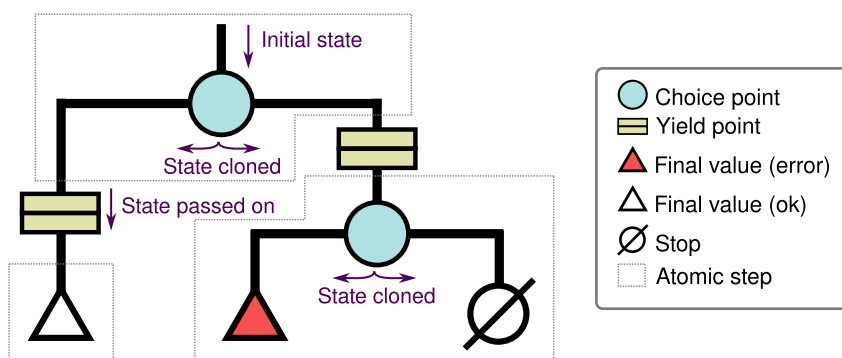 Initial state
State cloned
State passed on
State cloned
Choice point
Yield point
Final value (error)
Final value (ok)
Stop
Atomic step